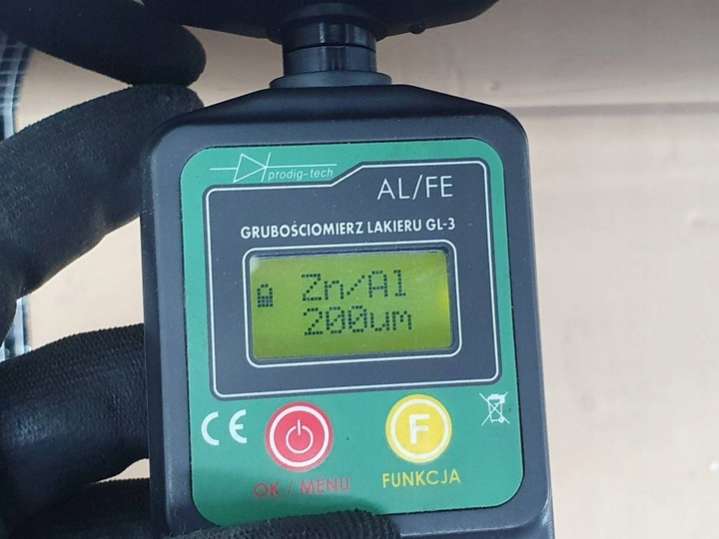 prodig-tech
AL/FE
GRUBOŚCIOMIERZ LAKIERU GL-3
Zn/Al
200um
CE
F
OK / MENU
FUNKCJA